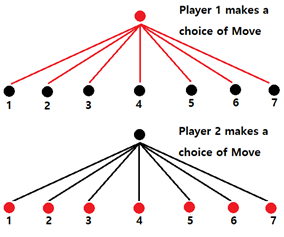 Player 1 makes a
choice of Move
1 2 3 4 5 6 7
Player 2 makes a
choice of Move
1 2 3 4 5 6 7